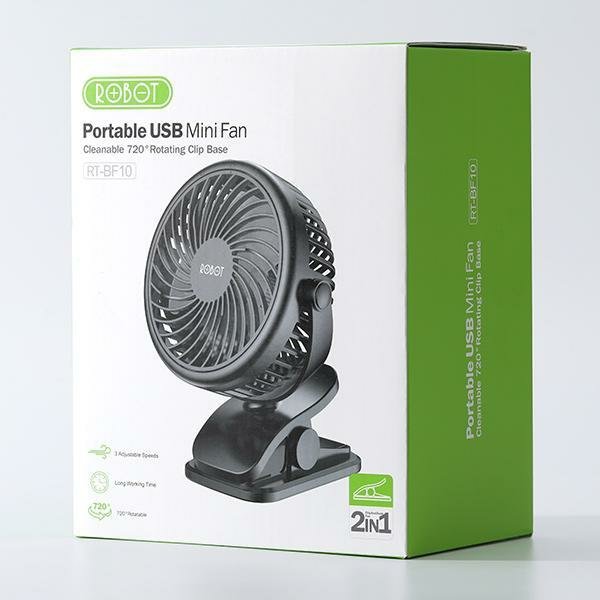 ROBOT
Portable USB Mini Fan
Cleanable 720° Rotating Clip Base
RT-BF10
ROBOT
3 Adjustable Speeds
Long Working Time
720°
720° Rotatable
2IN1
RT-BF10
Portable USB Mini Fan
Cleanable 720° Rotating Clip Base